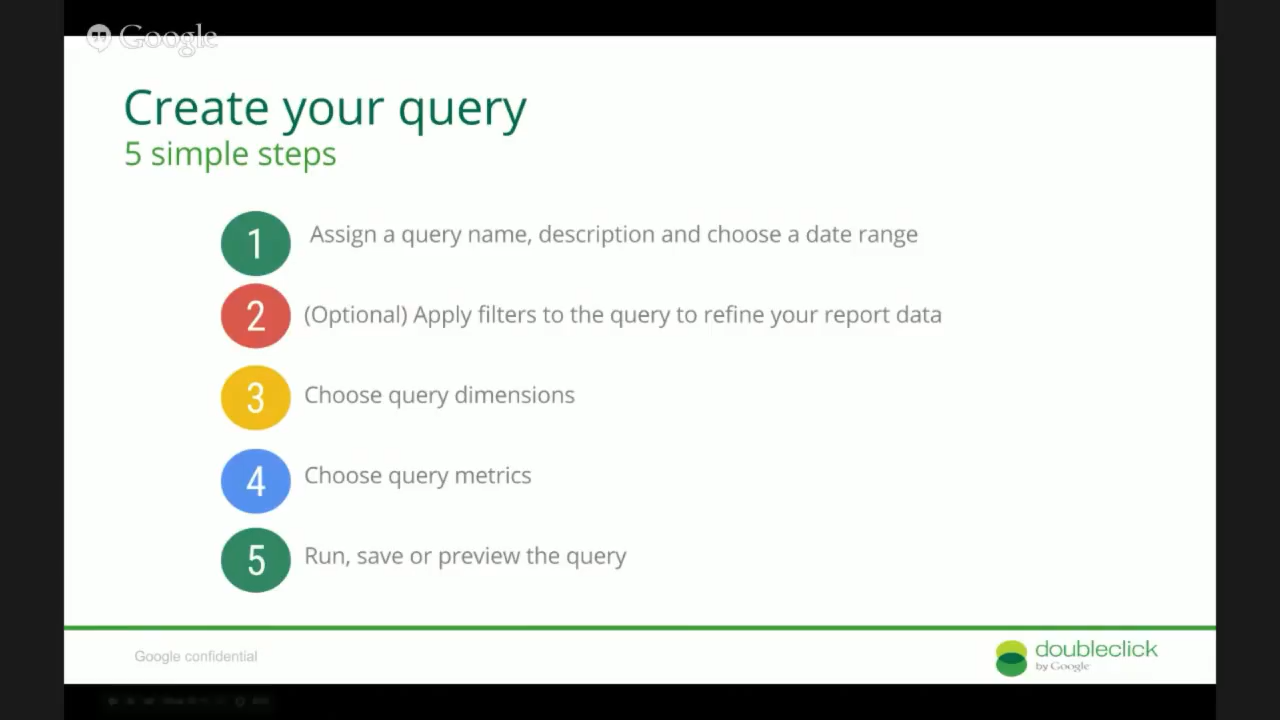 Google
Create your query
5 simple steps
1 Assign a query name, description and choose a date range
2 (Optional) Apply filters to the query to refine your report data
3 Choose query dimensions
4 Choose query metrics
5 Run, save or preview the query
Google confidential
doubleclick
by Google